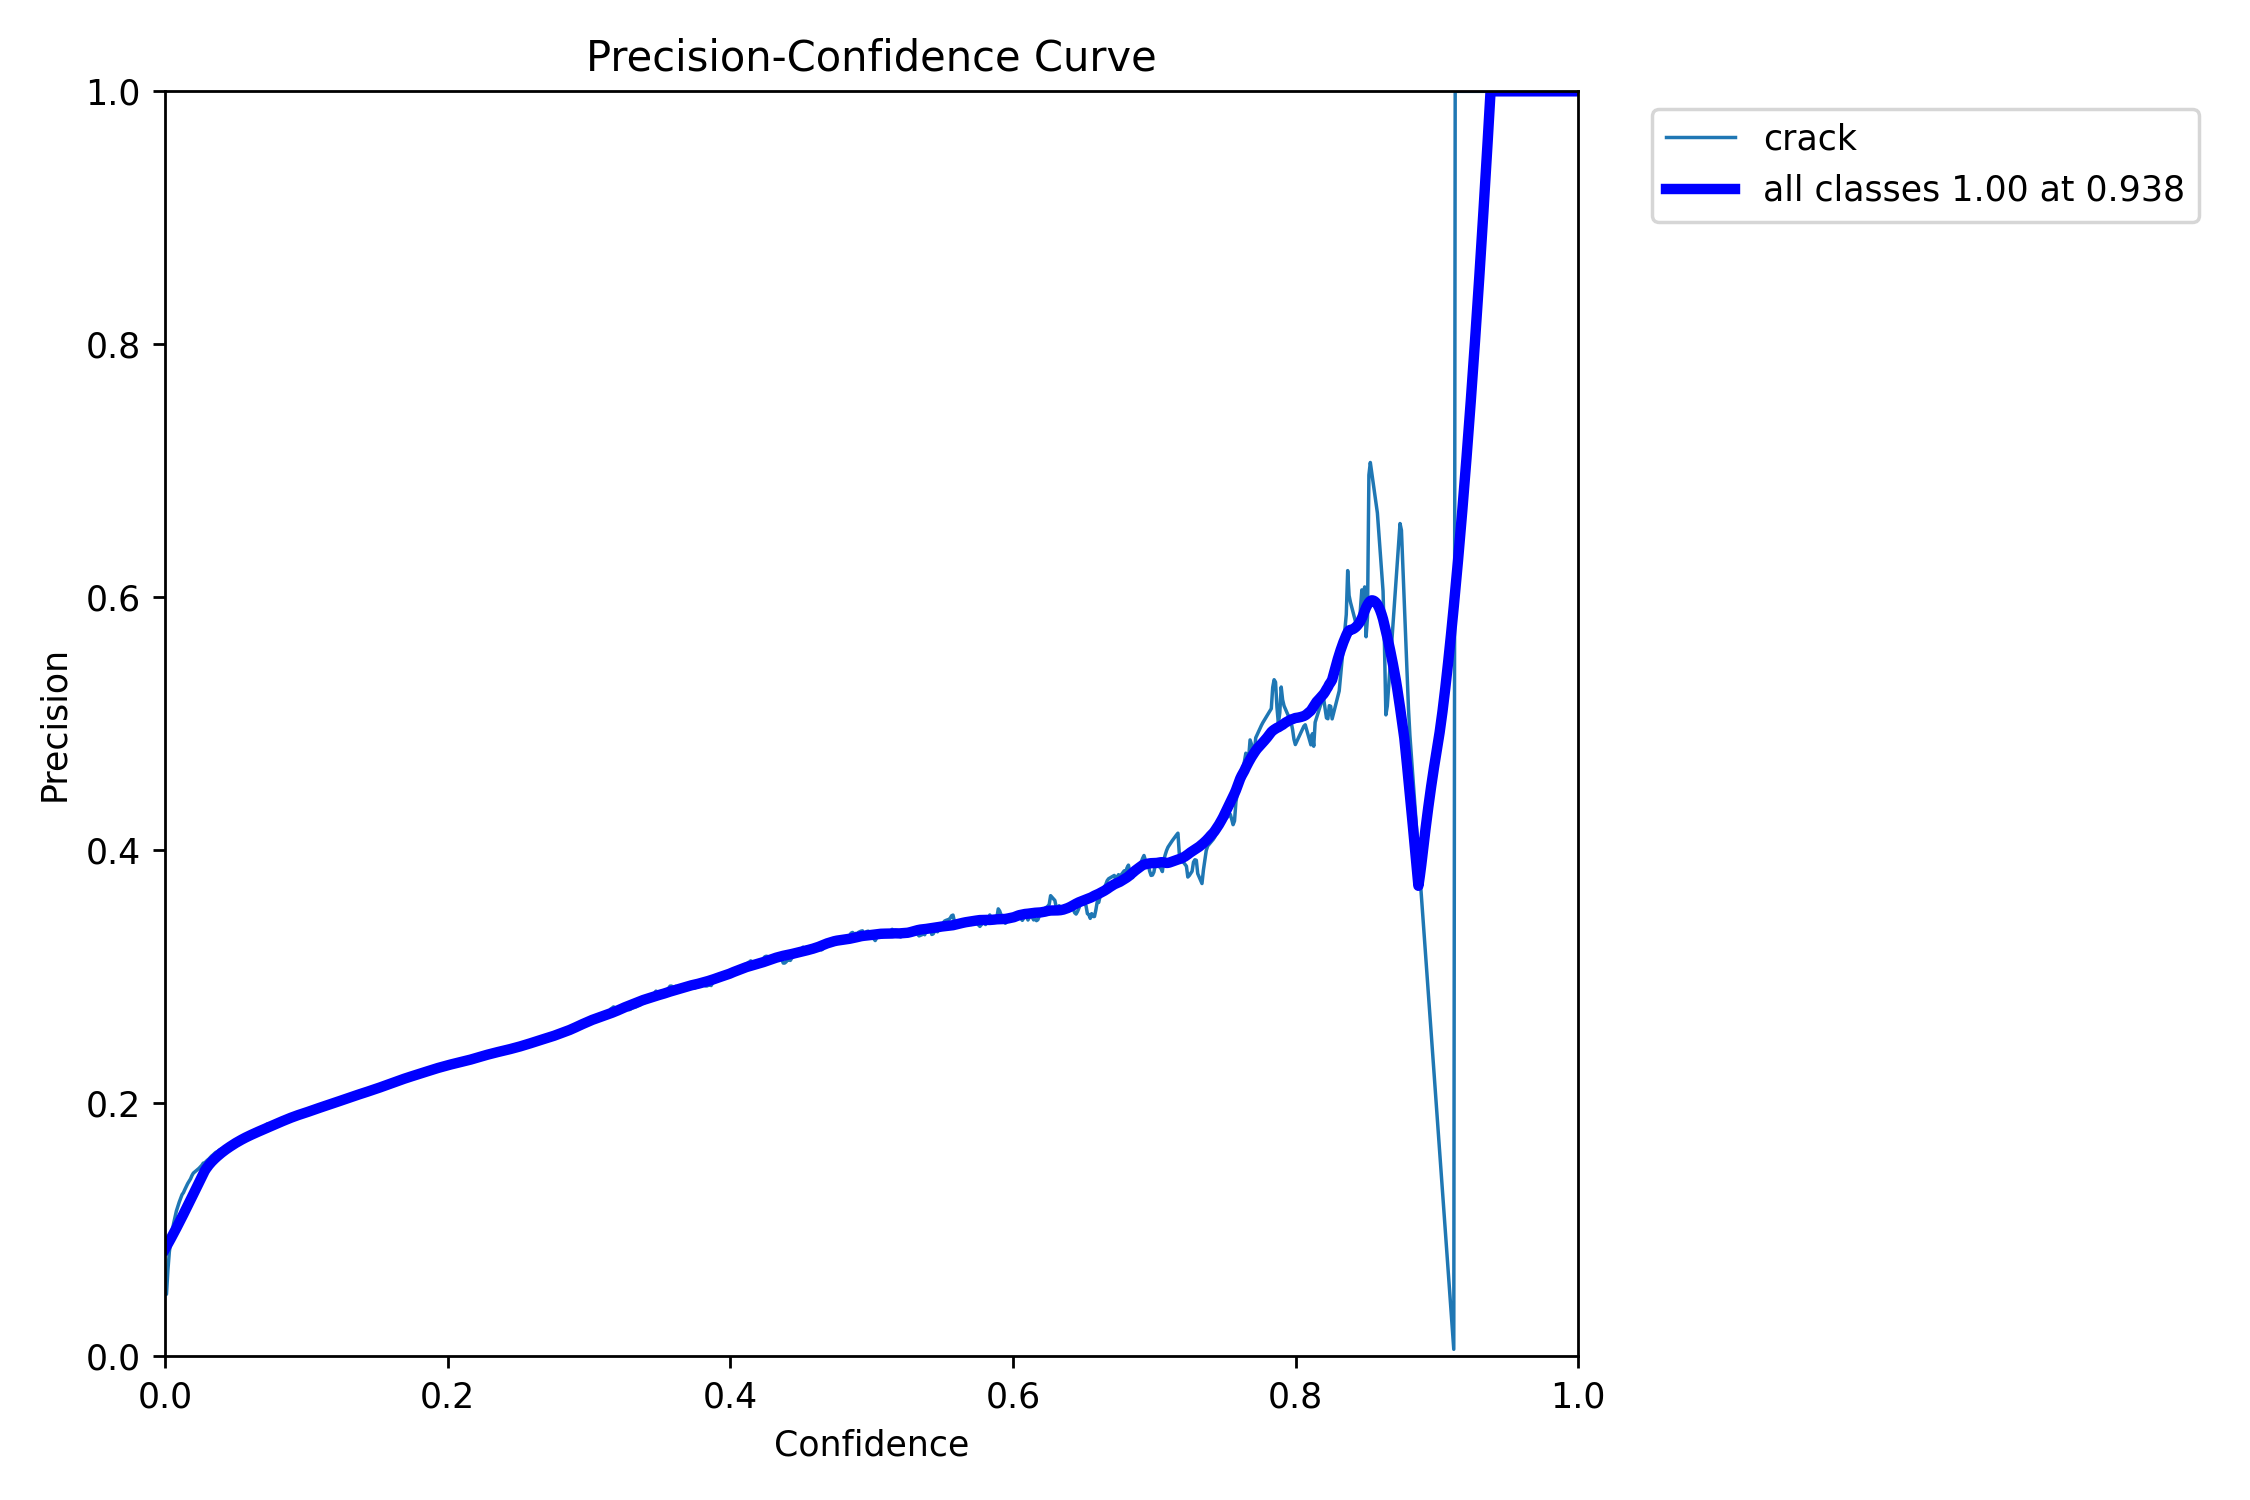 Precision-Confidence Curve
1.0
0.8
0.6
0.4
0.2
0.0
Precision
0.0 0.2 0.4 0.6 0.8 1.0
Confidence
crack
all classes 1.00 at 0.938